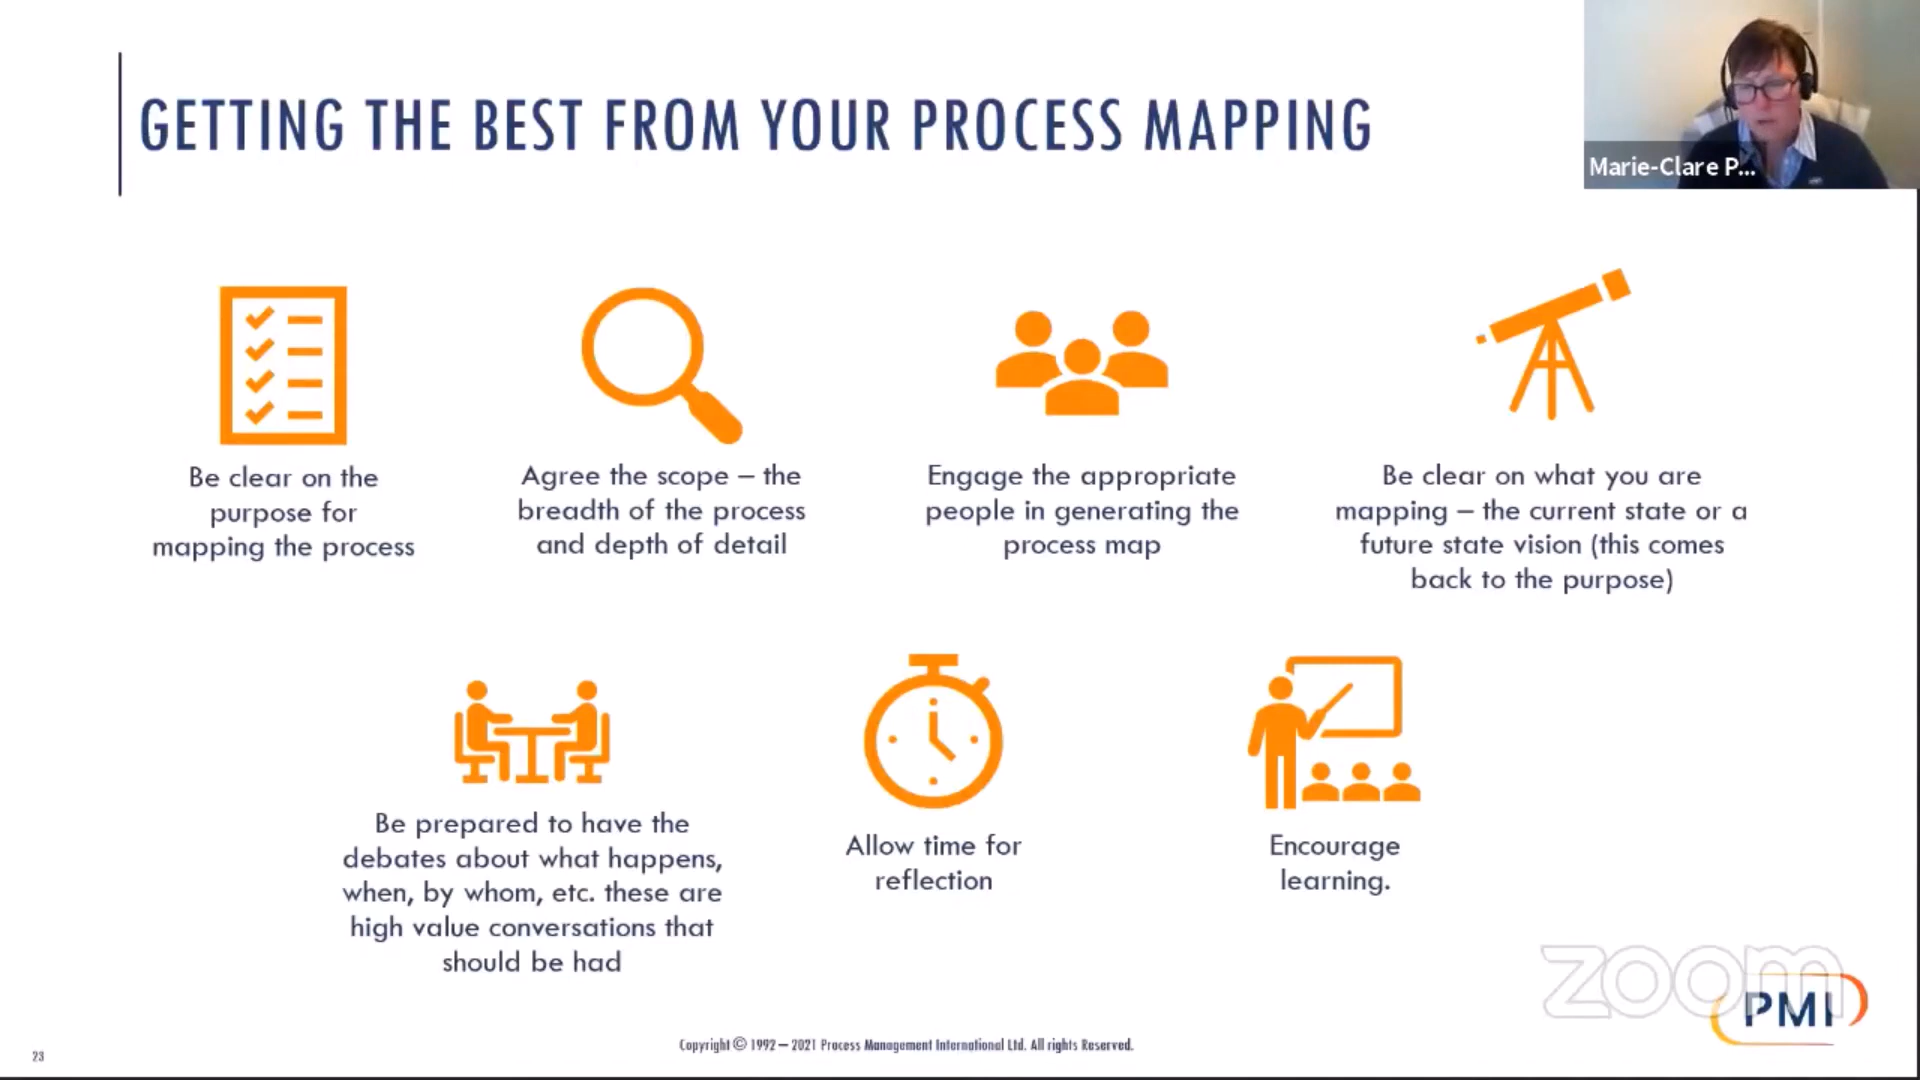 GETTING THE BEST FROM YOUR PROCESS MAPPING
Marie-Clare P...
Be clear on the
purpose for
mapping the process
Agree the scope – the
breadth of the process
and depth of detail
Engage the appropriate
people in generating the
process map
Be clear on what you are
mapping – the current state or a
future state vision (this comes
back to the purpose)
Be prepared to have the
debates about what happens,
when, by whom, etc. these are
high value conversations that
should be had
Allow time for
reflection
Encourage
learning.
zoom
PMI
Copyright © 1992 – 2021 Process Management International Ltd. All rights Reserved.
23